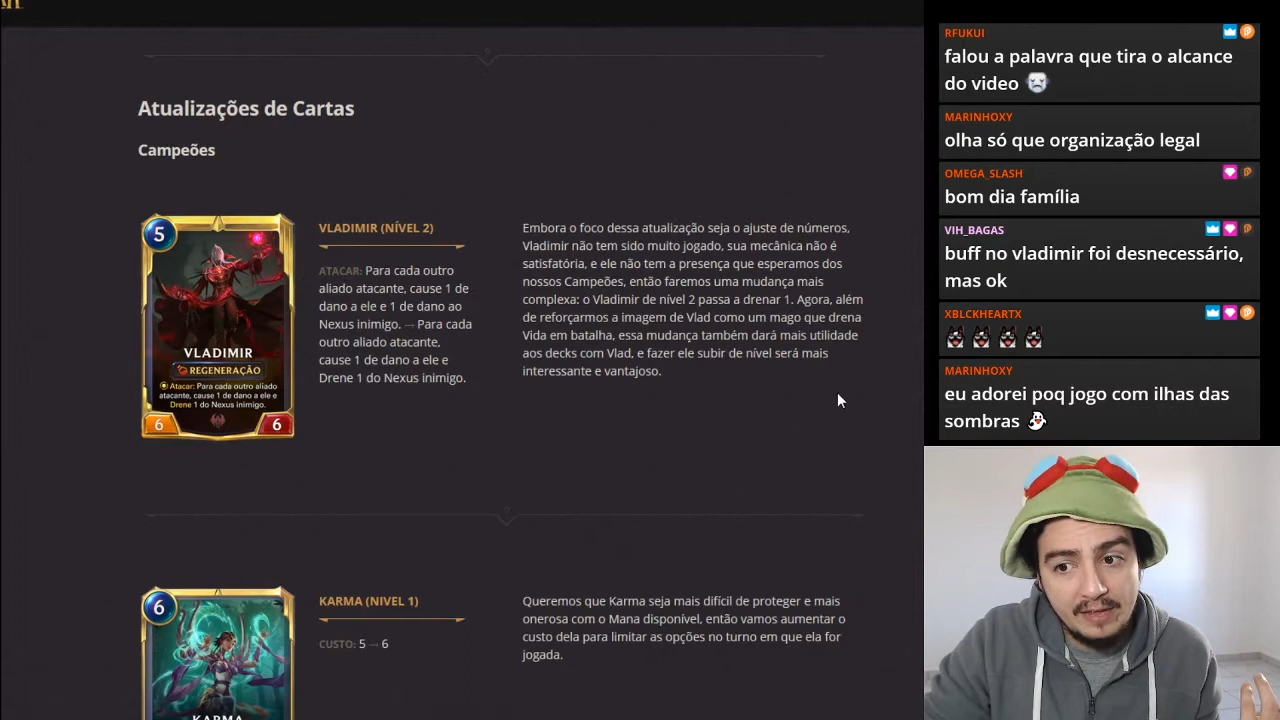 Atualizações de Cartas
Campeões
5
VLADIMIR
REGENERAÇÃO
Atacar: Para cada outro aliado
atacante, cause 1 de dano a ele e
Drene 1 do Nexus inimigo.
6
6
VLADIMIR (NÍVEL 2)
ATACAR: Para cada outro
aliado atacante, cause 1 de
dano a ele e 1 de dano ao
Nexus inimigo. → Para cada
outro aliado atacante,
cause 1 de dano a ele e
Drene 1 do Nexus inimigo.
Embora o foco dessa atualização seja o ajuste de números,
Vladimir não tem sido muito jogado, sua mecânica não é
satisfatória, e ele não tem a presença que esperamos dos
nossos Campeões, então faremos uma mudança mais
complexa: o Vladimir de nível 2 passa a drenar 1. Agora, além
de reforçarmos a imagem de Vlad como um mago que drena
Vida em batalha, essa mudança também dará mais utilidade
aos decks com Vlad, e fazer ele subir de nível será mais
interessante e vantajoso.
6
KARMA
KARMA (NIVEL 1)
CUSTO: 5 → 6
Queremos que Karma seja mais difícil de proteger e mais
onerosa com o Mana disponível, então vamos aumentar o
custo dela para limitar as opções no turno em que ela for
jogada.
RFUKUI
falou a palavra que tira o alcance
do video
MARINHOXY
olha só que organização legal
OMEGA_SLASH
bom dia família
VIH_BAGAS
buff no vladimir foi desnecessário,
mas ok
XBLCKHEARTX
MARINHOXY
eu adorei poq jogo com ilhas das
sombras